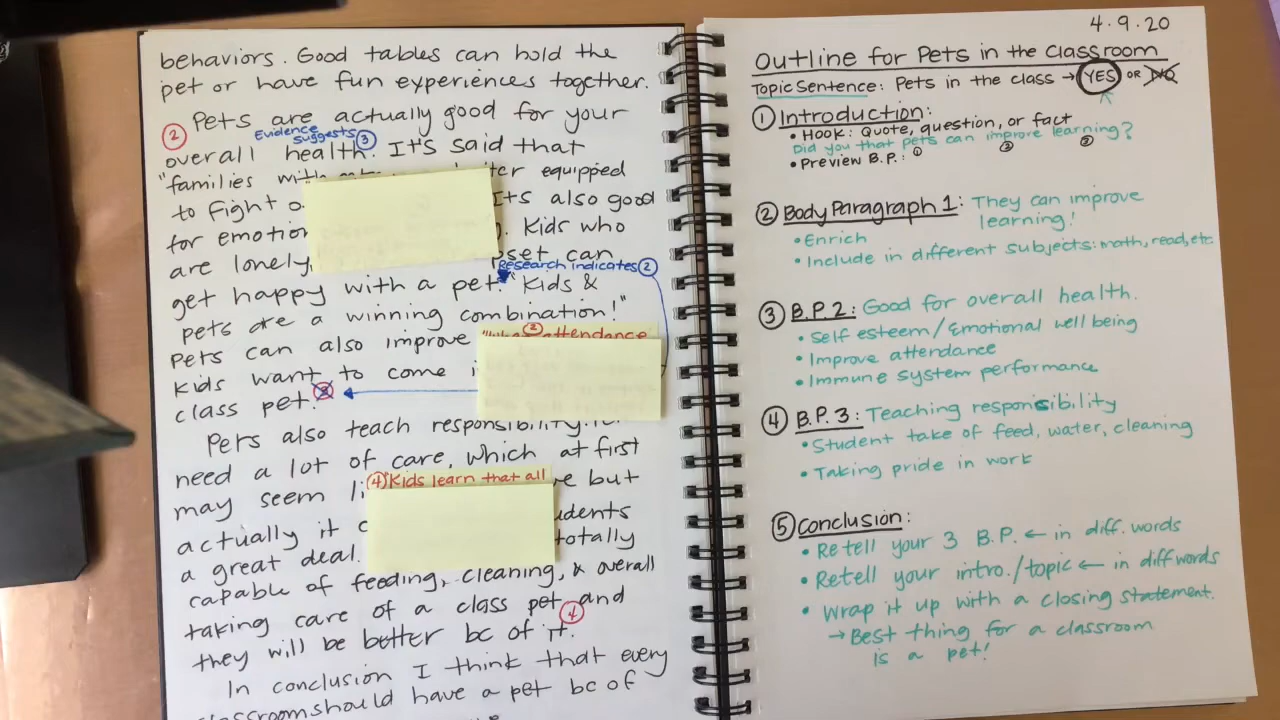 behaviors. Good tables can hold the
pet or have fun experiences together.
Pets are actually good for your
② Evidence suggests ③
overall health. It's said that
"families with equipped
to fight It's also good
for Kids who
are lonely, can
Research indicates ②
get happy with a pet. "Kids &
pets are a winning combination!"
Pets can also improve
③ attendance
kids want to come
class pet.
Pets also teach responsibility.
need a lot of care, which at first
may seem but
④ Kids learn that all
actually it
a great deal. totally
capable of feeding, cleaning, & overall
taking care of a class pet ④ and
they will be better bc of it.
In conclusion I think that every
classroom should have a pet bc of
4.9.20
Outline for Pets in the Classroom
Topic Sentence: Pets in the class → YES or NO
① Introduction:
• Hook: Quote, question, or fact
Did you that pets can improve learning?
• Preview B.P.: ① ② ③
② Body Paragraph 1: They can improve
learning!
• Enrich
• Include in different subjects: math, read, etc.
③ B.P. 2: Good for overall health.
• Self esteem/Emotional well being
• Improve attendance
• Immune system performance
④ B.P. 3: Teaching responsibility
• Student take of feed, water, cleaning
• Taking pride in work
⑤ Conclusion:
• Retell your 3 B.P. ← in diff. words
• Retell your intro./topic ← in diff words
• Wrap it up with a closing statement.
→ Best thing for a classroom
is a pet!